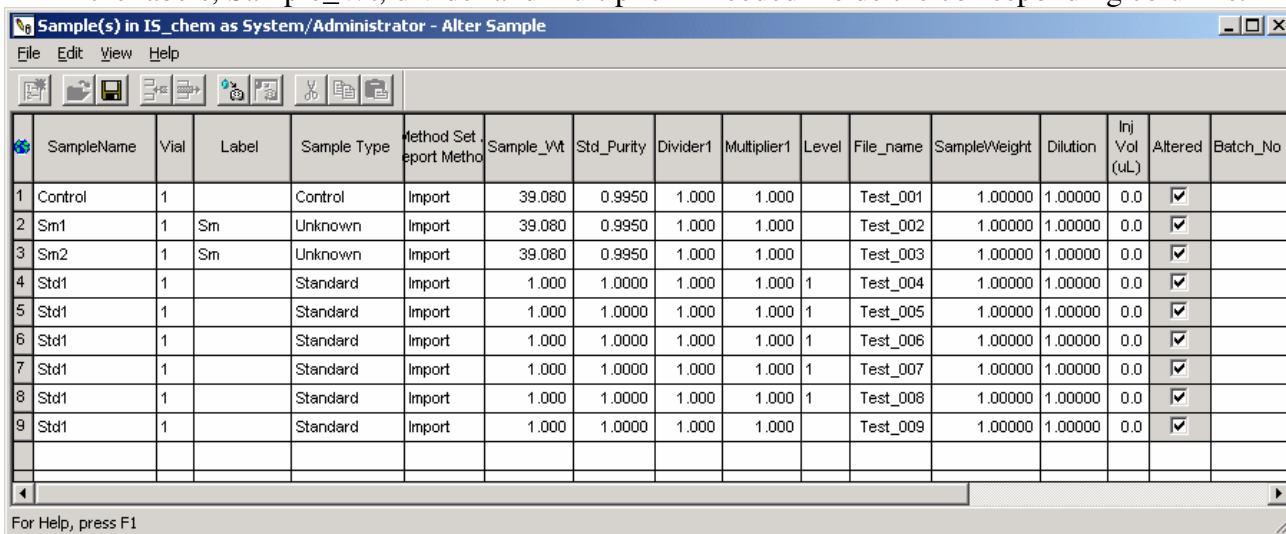 Sample(s) in IS_chem as System/Administrator - Alter Sample
File Edit View Help
SampleName Vial Label Sample Type Method Set eport Metho Sample_Wt Std_Purity Divider1 Multiplier1 Level File_name SampleWeight Dilution Inj Vol (uL) Altered Batch_No
1 Control 1 Control Import 39.080 0.9950 1.000 1.000 Test_001 1.00000 1.00000 0.0
2 Sm1 1 Sm Unknown Import 39.080 0.9950 1.000 1.000 Test_002 1.00000 1.00000 0.0
3 Sm2 1 Sm Unknown Import 39.080 0.9950 1.000 1.000 Test_003 1.00000 1.00000 0.0
4 Std1 1 Standard Import 1.000 1.0000 1.000 1.000 1 Test_004 1.00000 1.00000 0.0
5 Std1 1 Standard Import 1.000 1.0000 1.000 1.000 1 Test_005 1.00000 1.00000 0.0
6 Std1 1 Standard Import 1.000 1.0000 1.000 1.000 1 Test_006 1.00000 1.00000 0.0
7 Std1 1 Standard Import 1.000 1.0000 1.000 1.000 1 Test_007 1.00000 1.00000 0.0
8 Std1 1 Standard Import 1.000 1.0000 1.000 1.000 1 Test_008 1.00000 1.00000 0.0
9 Std1 1 Standard Import 1.000 1.0000 1.000 1.000 Test_009 1.00000 1.00000 0.0
For Help, press F1